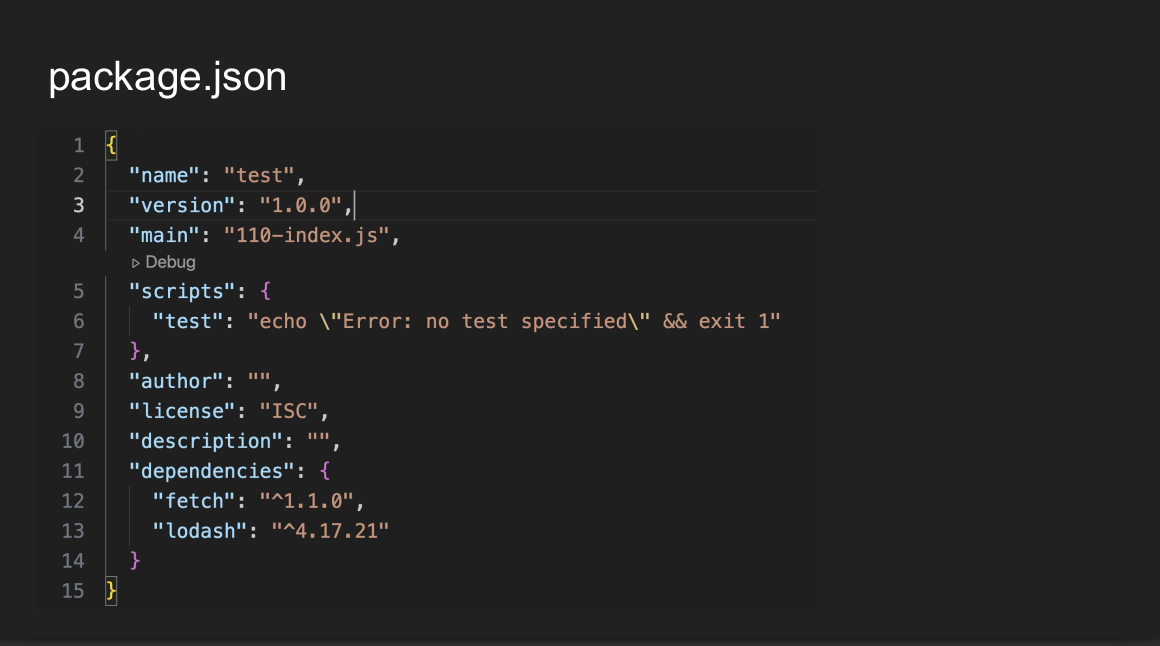 package.json
1 {
2   "name": "test",
3   "version": "1.0.0",
4   "main": "110-index.js",
▷ Debug
5   "scripts": {
6     "test": "echo \"Error: no test specified\" && exit 1"
7   },
8   "author": "",
9   "license": "ISC",
10   "description": "",
11   "dependencies": {
12     "fetch": "^1.1.0",
13     "lodash": "^4.17.21"
14   }
15 }